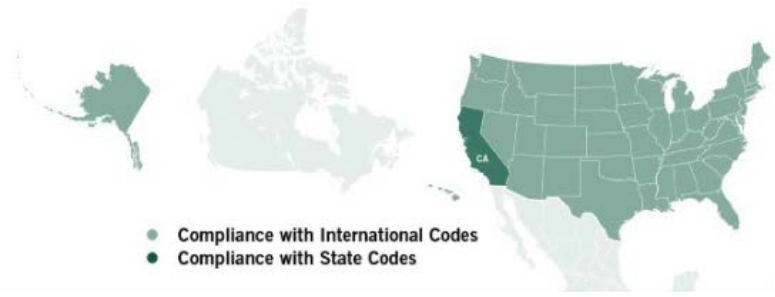 CA
Compliance with International Codes
Compliance with State Codes